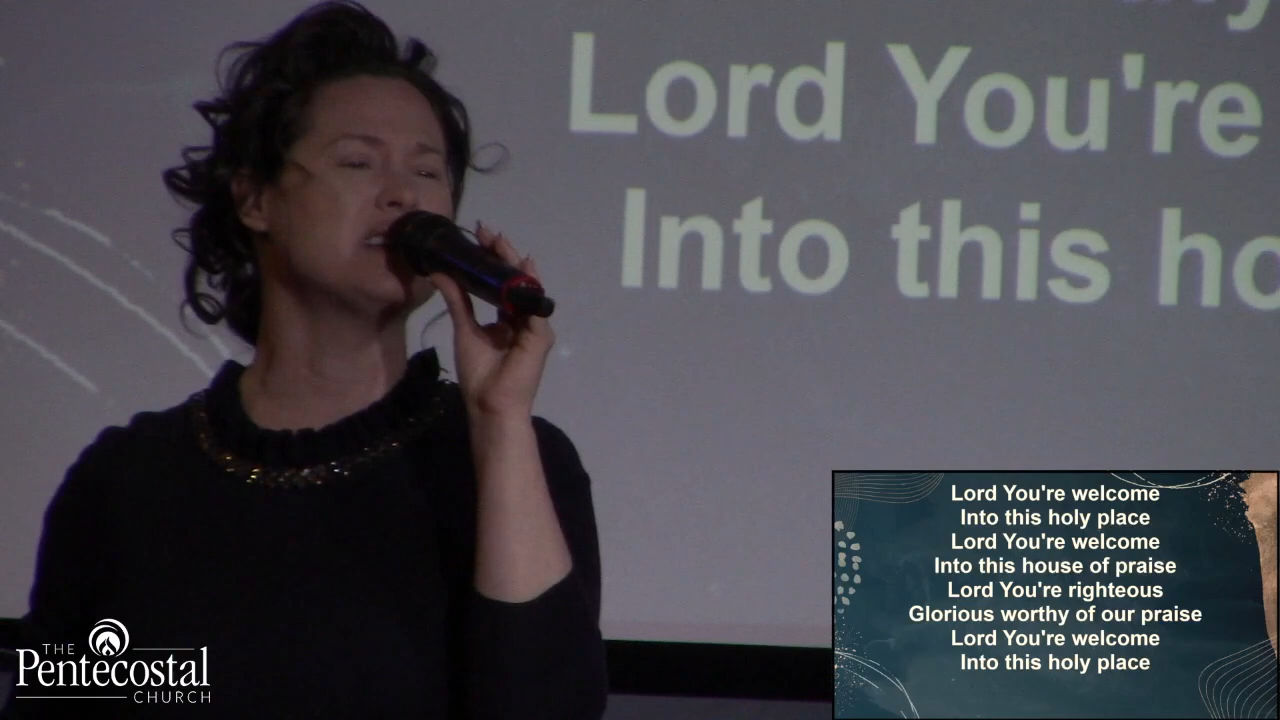 Lord You're
Into this ho
THE
Pentecostal
CHURCH
Lord You're welcome
Into this holy place
Lord You're welcome
Into this house of praise
Lord You're righteous
Glorious worthy of our praise
Lord You're welcome
Into this holy place